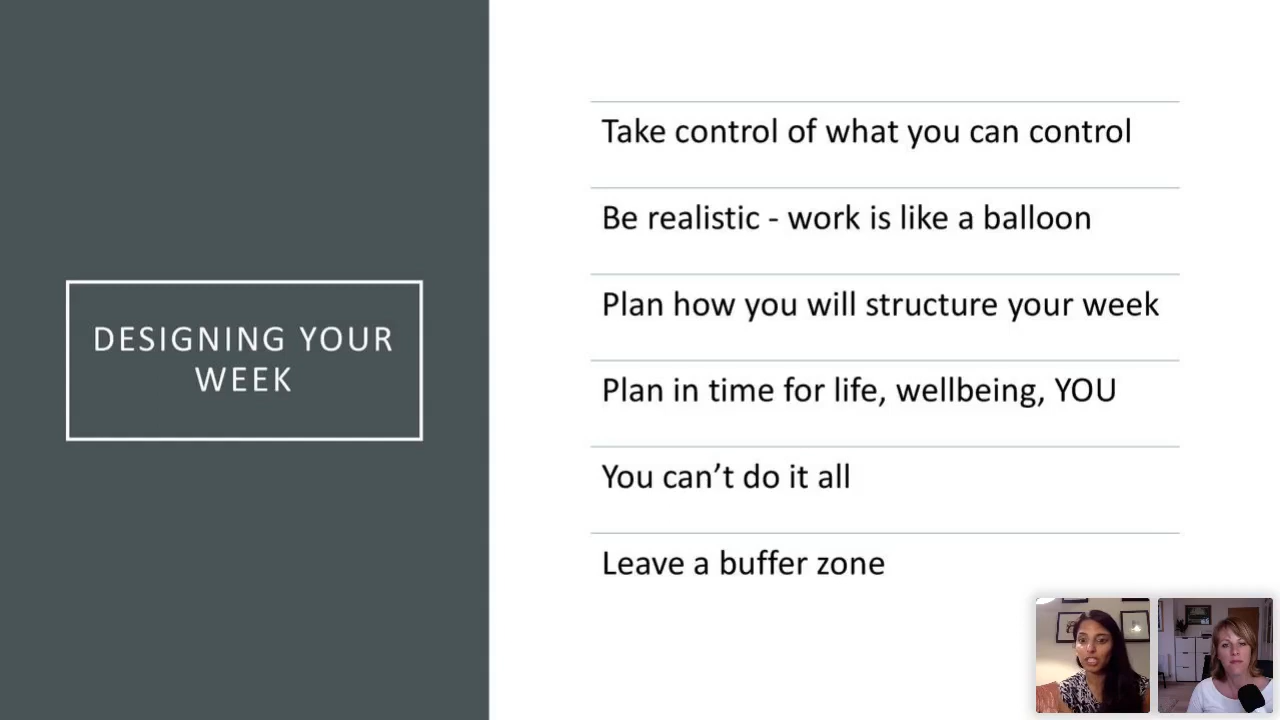 DESIGNING YOUR
WEEK
Take control of what you can control
Be realistic - work is like a balloon
Plan how you will structure your week
Plan in time for life, wellbeing, YOU
You can’t do it all
Leave a buffer zone